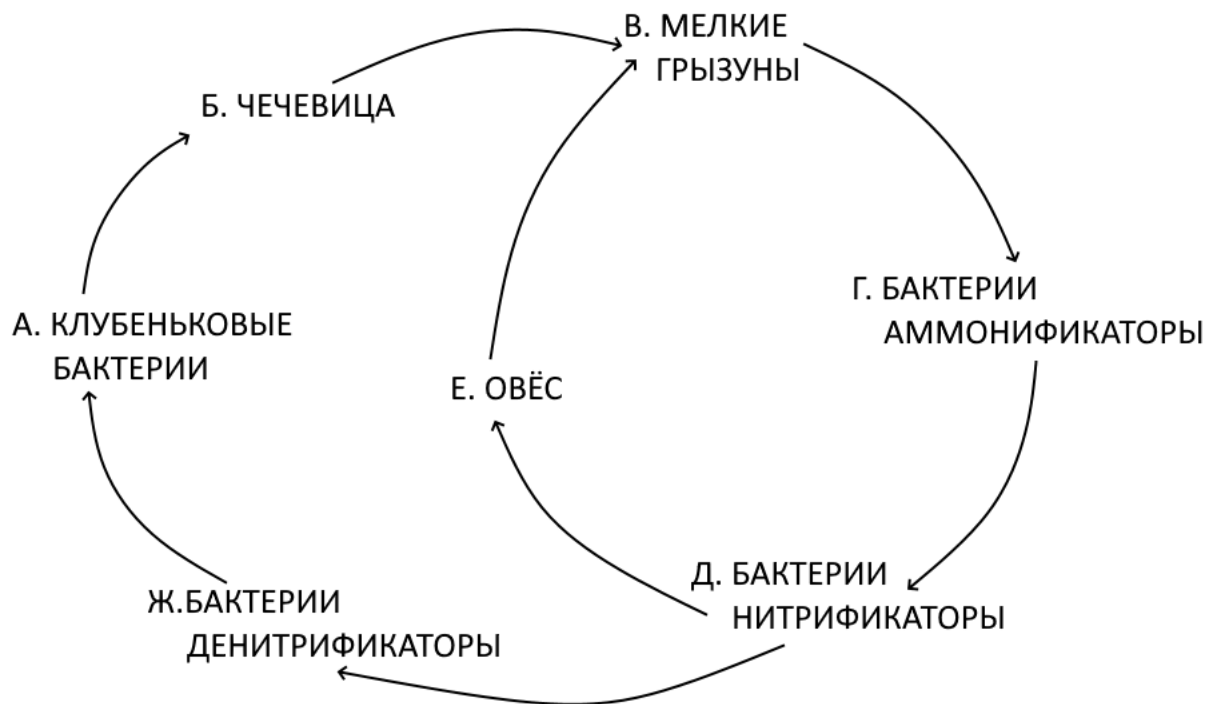 В. МЕЛКИЕ
ГРЫЗУНЫ
Б. ЧЕЧЕВИЦА
Г. БАКТЕРИИ
АММОНИФИКАТОРЫ
А. КЛУБЕНЬКОВЫЕ
БАКТЕРИИ
Е. ОВЁС
Д. БАКТЕРИИ
НИТРИФИКАТОРЫ
Ж.БАКТЕРИИ
ДЕНИТРИФИКАТОРЫ